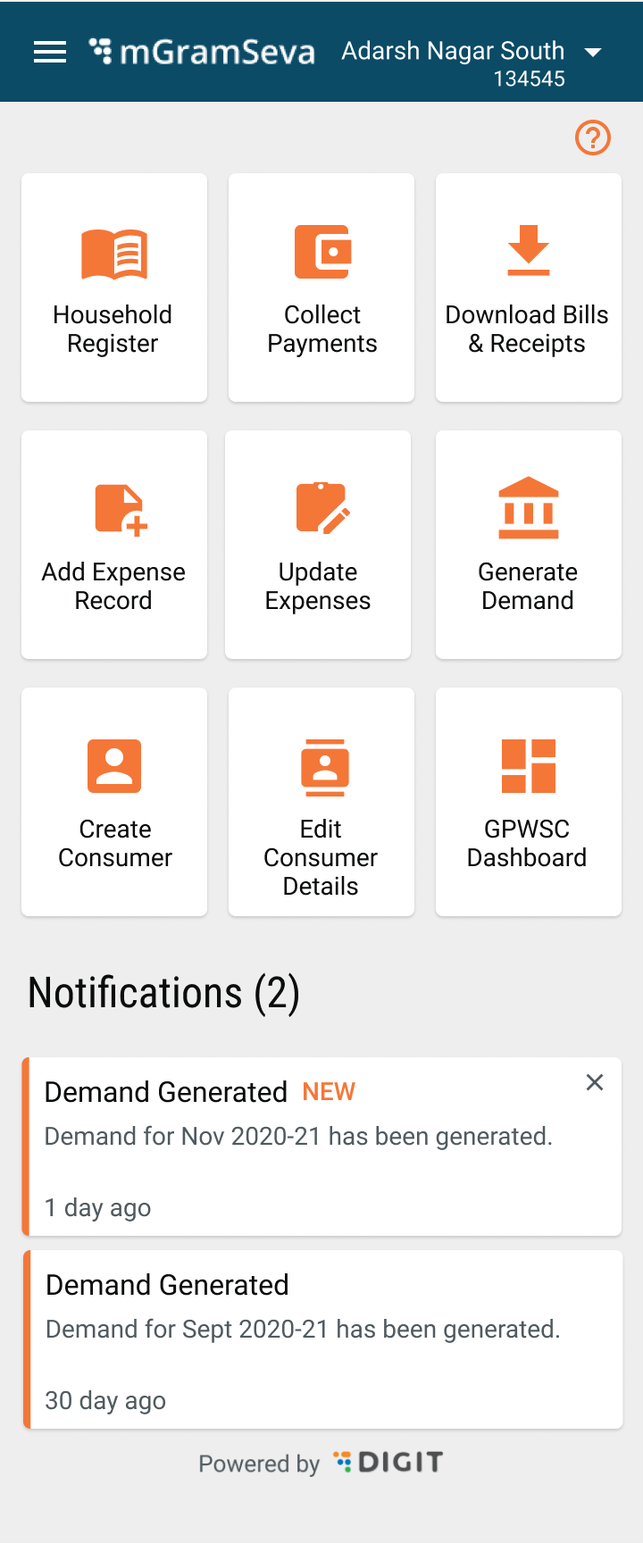 mGramSeva
Adarsh Nagar South
134545
Household
Register
Collect
Payments
Download Bills
& Receipts
Add Expense
Record
Update
Expenses
Generate
Demand
Create
Consumer
Edit
Consumer
Details
GPWSC
Dashboard
Notifications (2)
Demand Generated NEW
Demand for Nov 2020-21 has been generated.
1 day ago
Demand Generated
Demand for Sept 2020-21 has been generated.
30 day ago
Powered by DIGIT